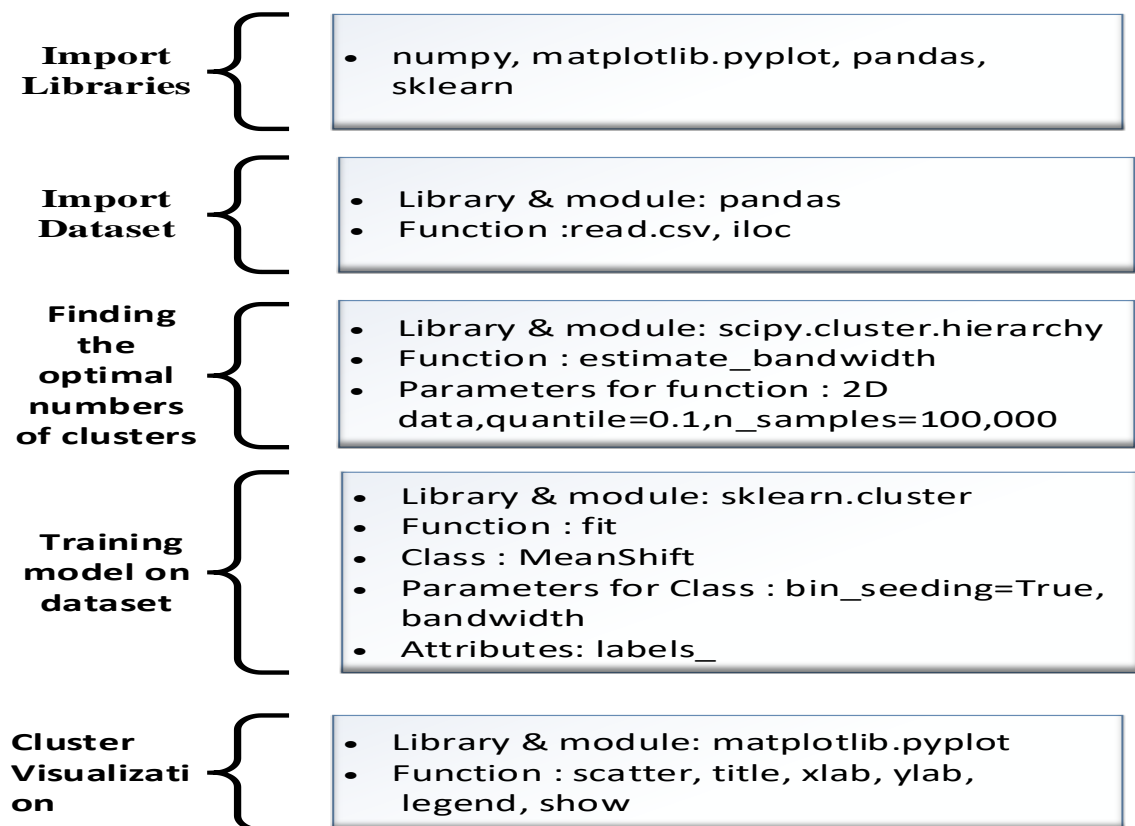 Import
Libraries
• numpy, matplotlib.pyplot, pandas,
sklearn
Import
Dataset
• Library & module: pandas
• Function :read.csv, iloc
Finding
the
optimal
numbers
of clusters
• Library & module: scipy.cluster.hierarchy
• Function : estimate_bandwidth
• Parameters for function : 2D
data,quantile=0.1,n_samples=100,000
Training
model on
dataset
• Library & module: sklearn.cluster
• Function : fit
• Class : MeanShift
• Parameters for Class : bin_seeding=True,
bandwidth
• Attributes: labels_
Cluster
Visualizati
on
• Library & module: matplotlib.pyplot
• Function : scatter, title, xlab, ylab,
legend, show